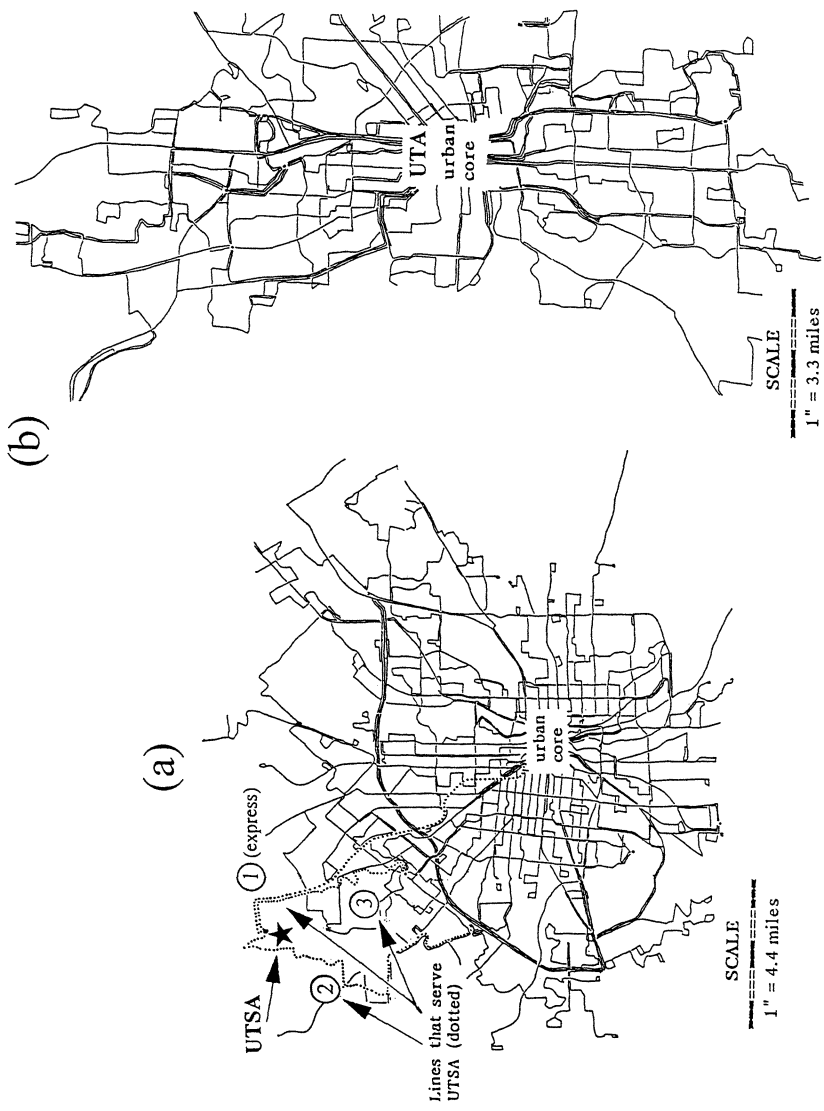 (b)
UTA
urban
core
SCALE
1" = 3.3 miles
(a)
1 (express)
UTSA
2
3
Lines that serve
UTSA (dotted)
urban
core
SCALE
1" = 4.4 miles